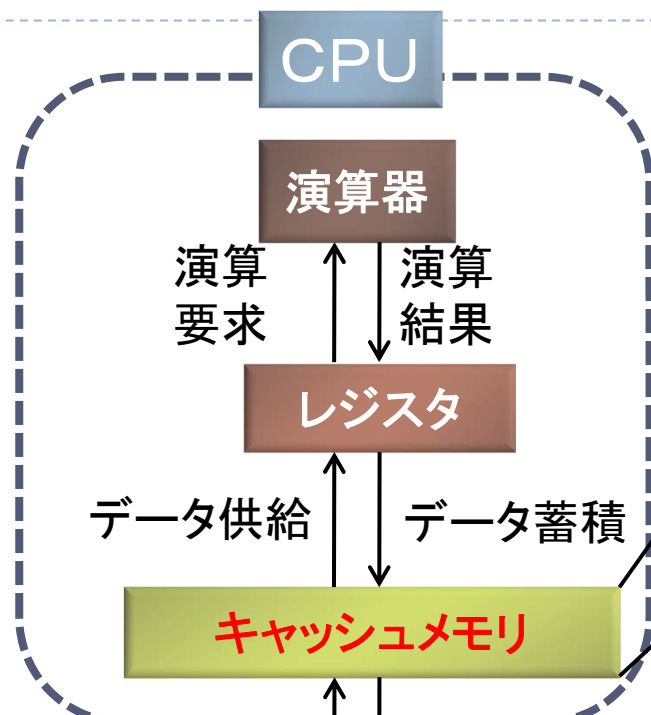 CPU
演算器
演算
要求
演算
結果
レジスタ
データ供給
データ蓄積
キャッシュメモリ